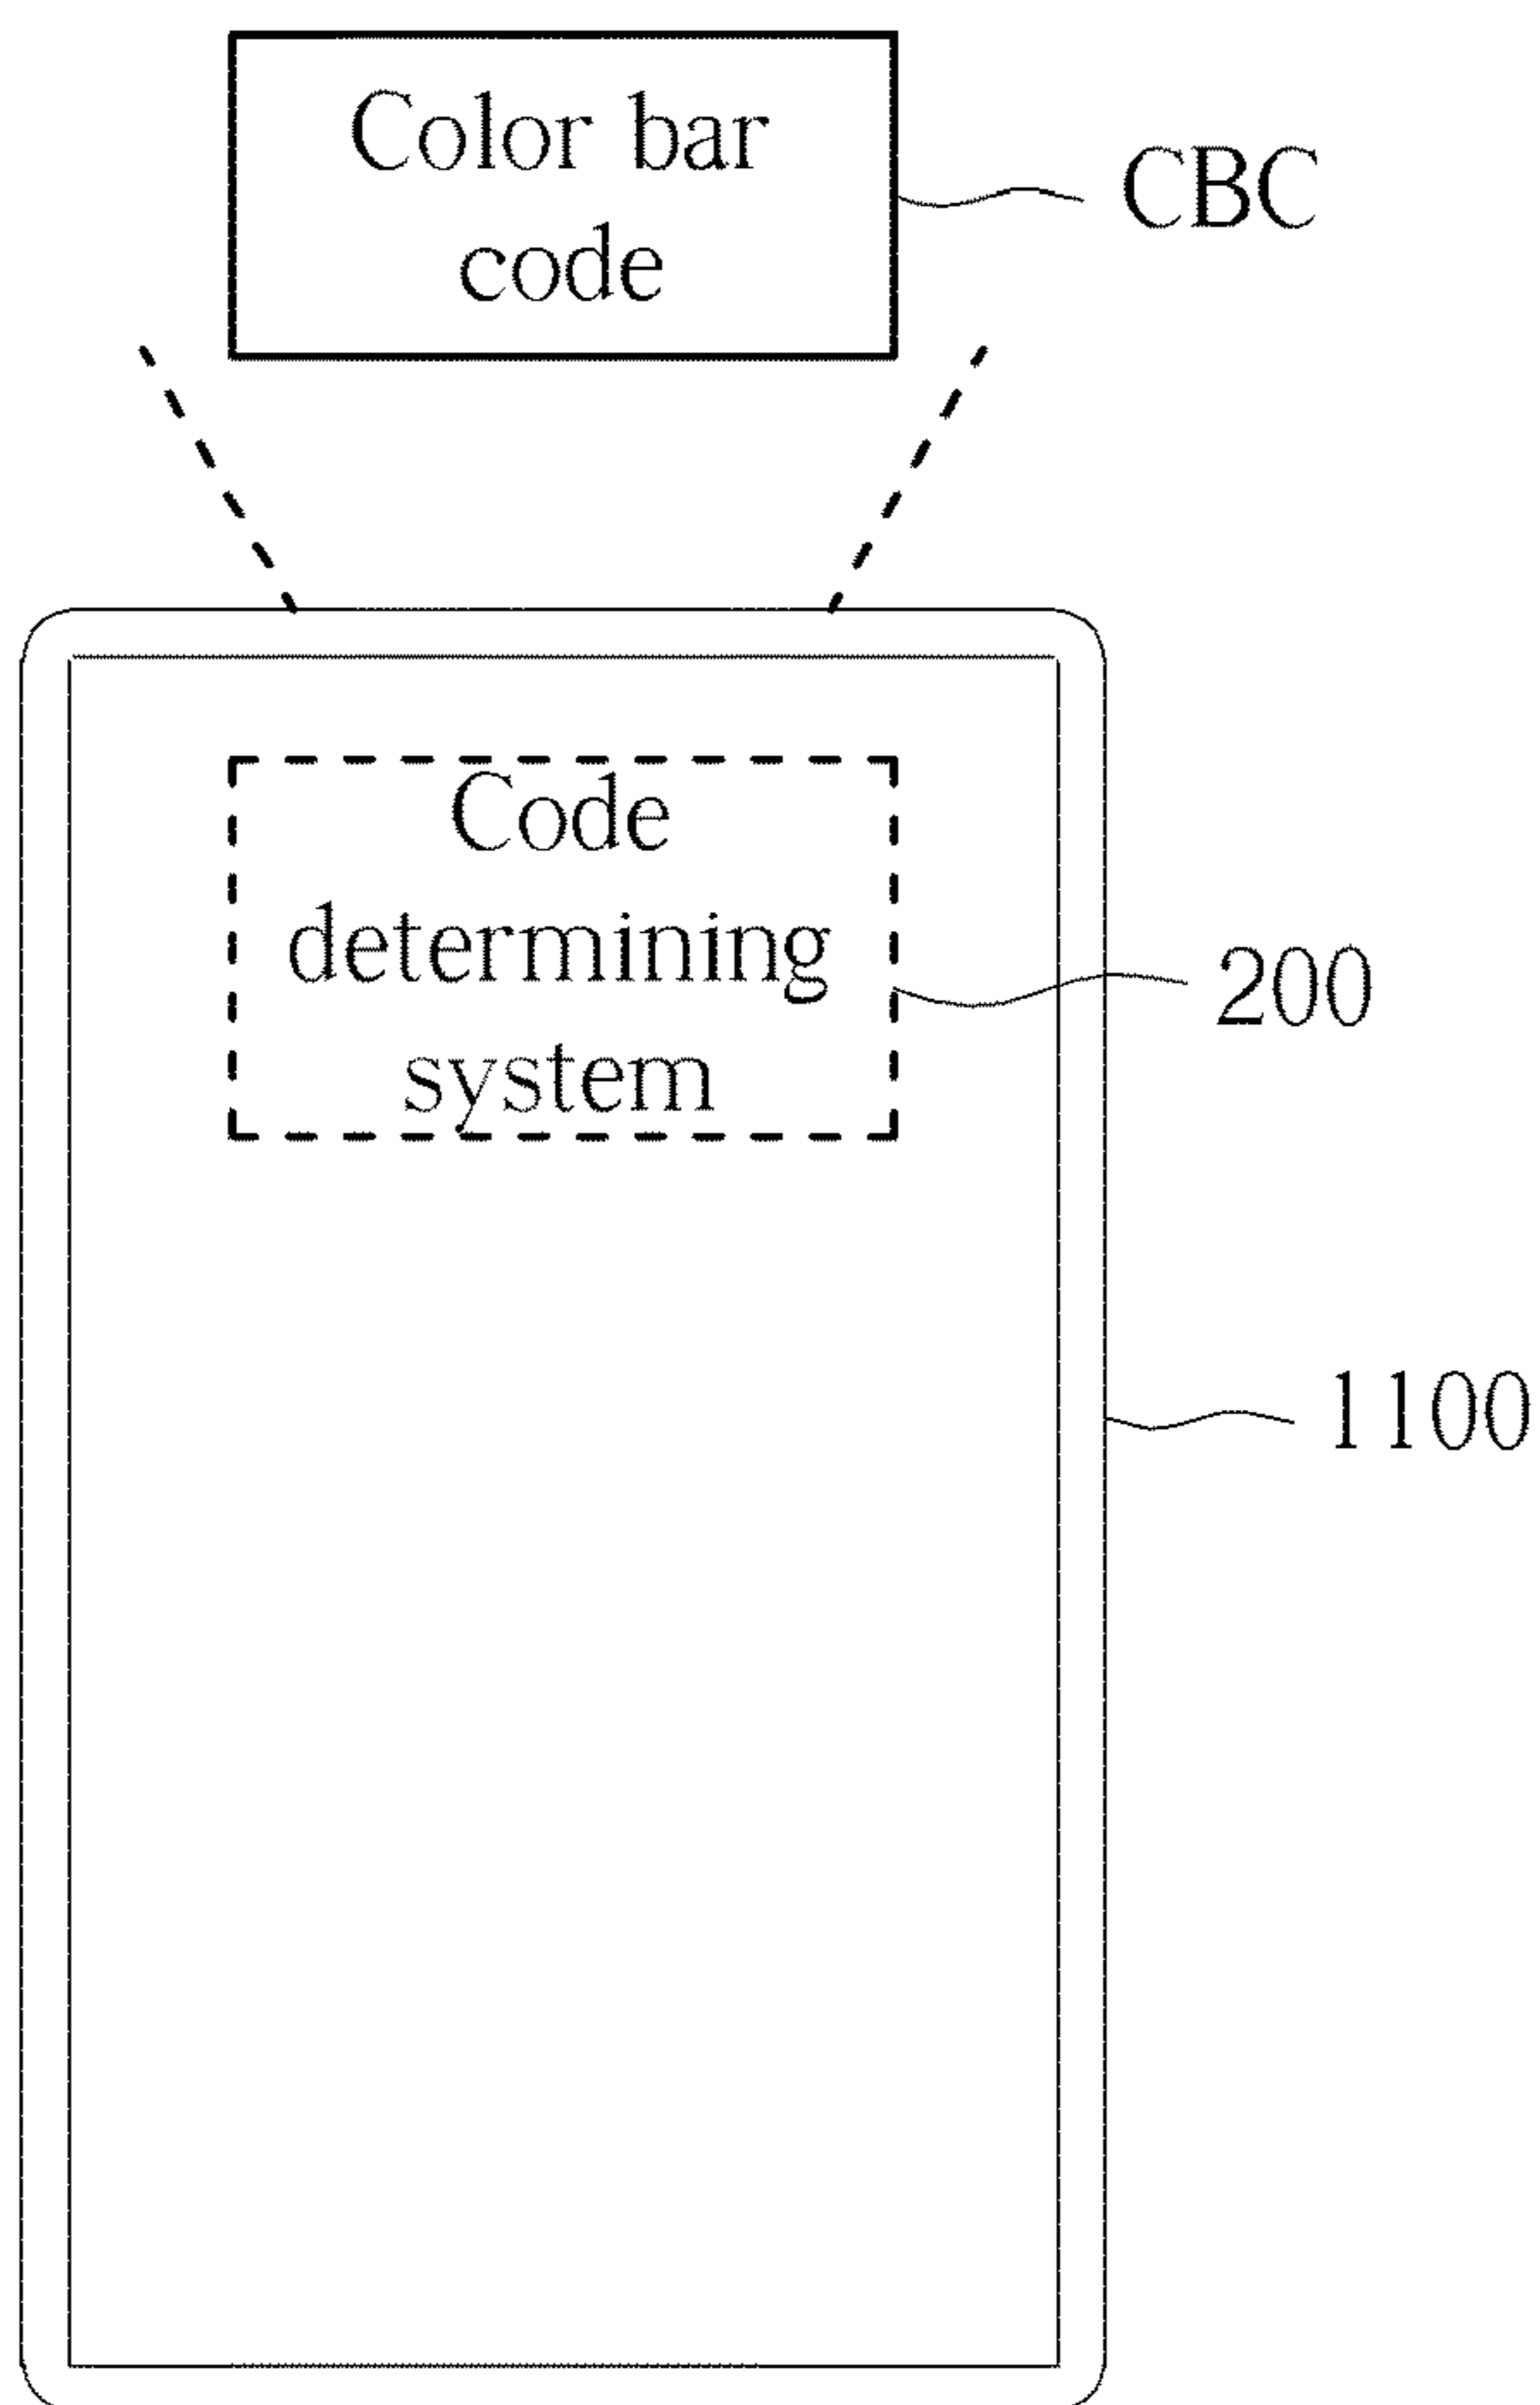 Color bar
code
CBC
Code
determining
system
200
1100